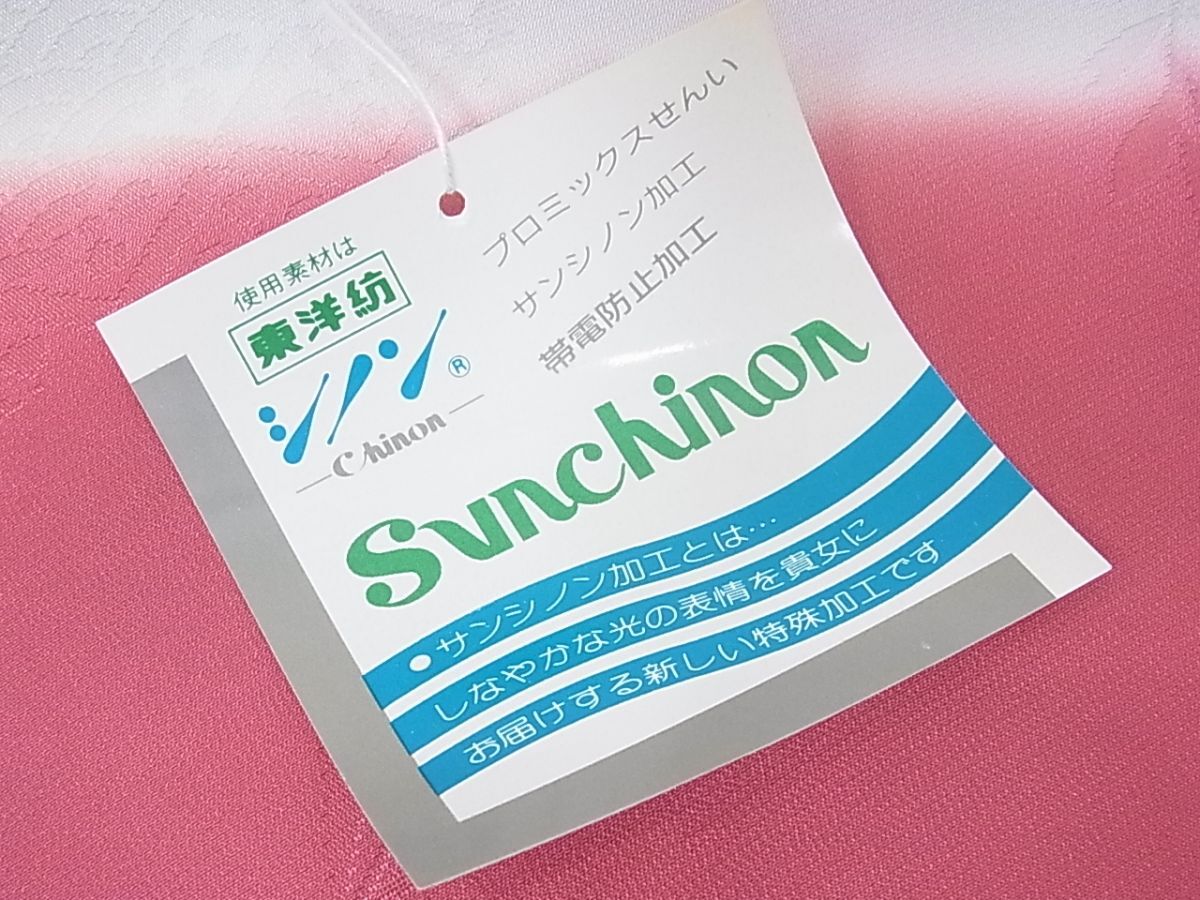 使用素材は
東洋紡
シノン®
Chinon
プロミックスせんい
サンシノン加工
帯電防止加工
Sunchinon
●サンシノン加工とは…
しなやかな光の表情を貴女に
お届けする新しい特殊加工です